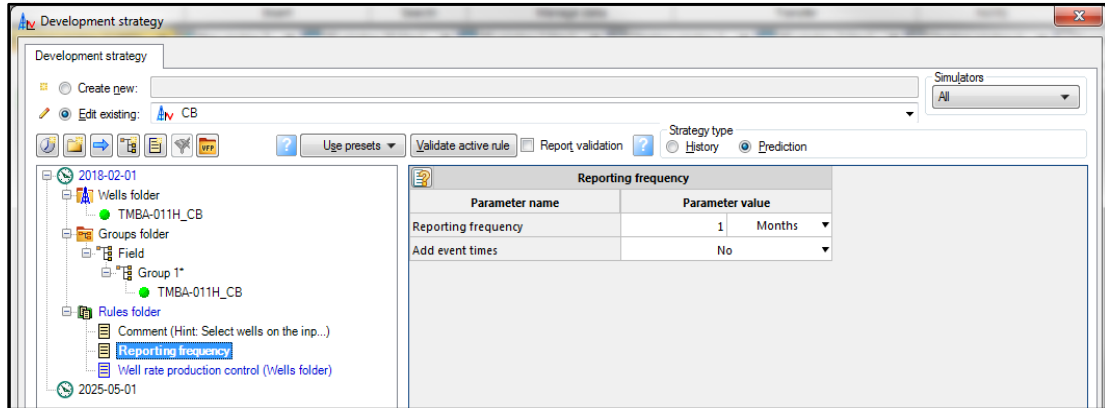 Development strategy
Development strategy
Create new:
Edit existing: CB
Simulators
All
VFP
?
Use presets
Validate active rule
Report validation
?
Strategy type
History
Prediction
2018-02-01
Wells folder
TMBA-011H_CB
Groups folder
Field
Group 1*
TMBA-011H_CB
Rules folder
Comment (Hint: Select wells on the inp...)
Reporting frequency
Well rate production control (Wells folder)
2025-05-01
Reporting frequency
Parameter name Parameter value
Reporting frequency 1 Months
Add event times No